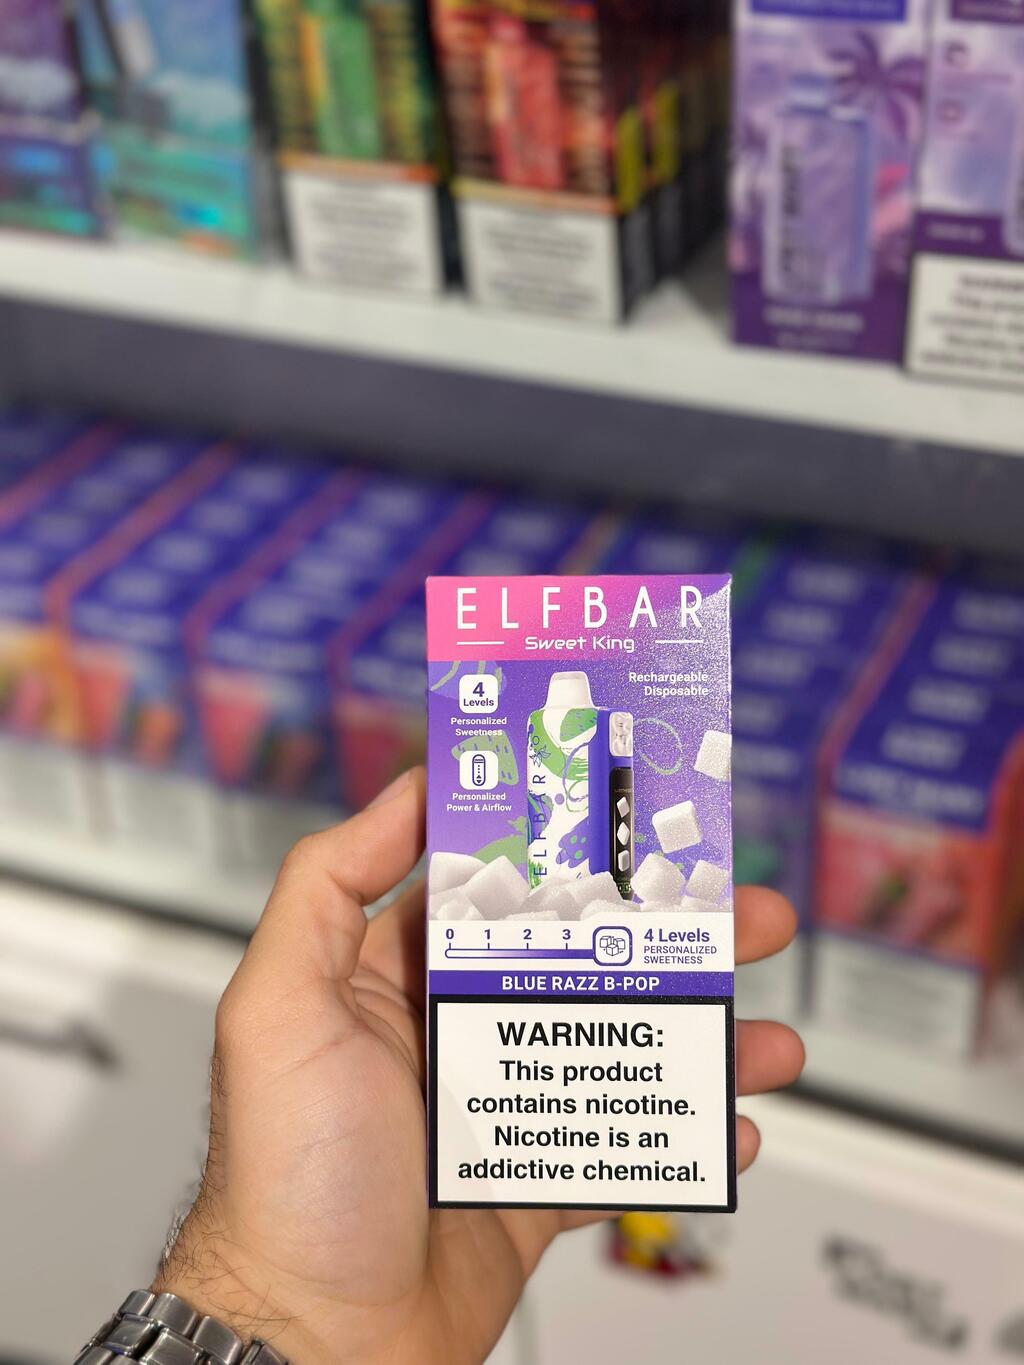 ELFBAR
Sweet King
Rechargeable
Disposable
4
Levels
Personalized
Sweetness
Personalized
Power & Airflow
ELFBAR
0 1 2 3
4 Levels
PERSONALIZED
SWEETNESS
BLUE RAZZ B-POP
WARNING:
This product
contains nicotine.
Nicotine is an
addictive chemical.